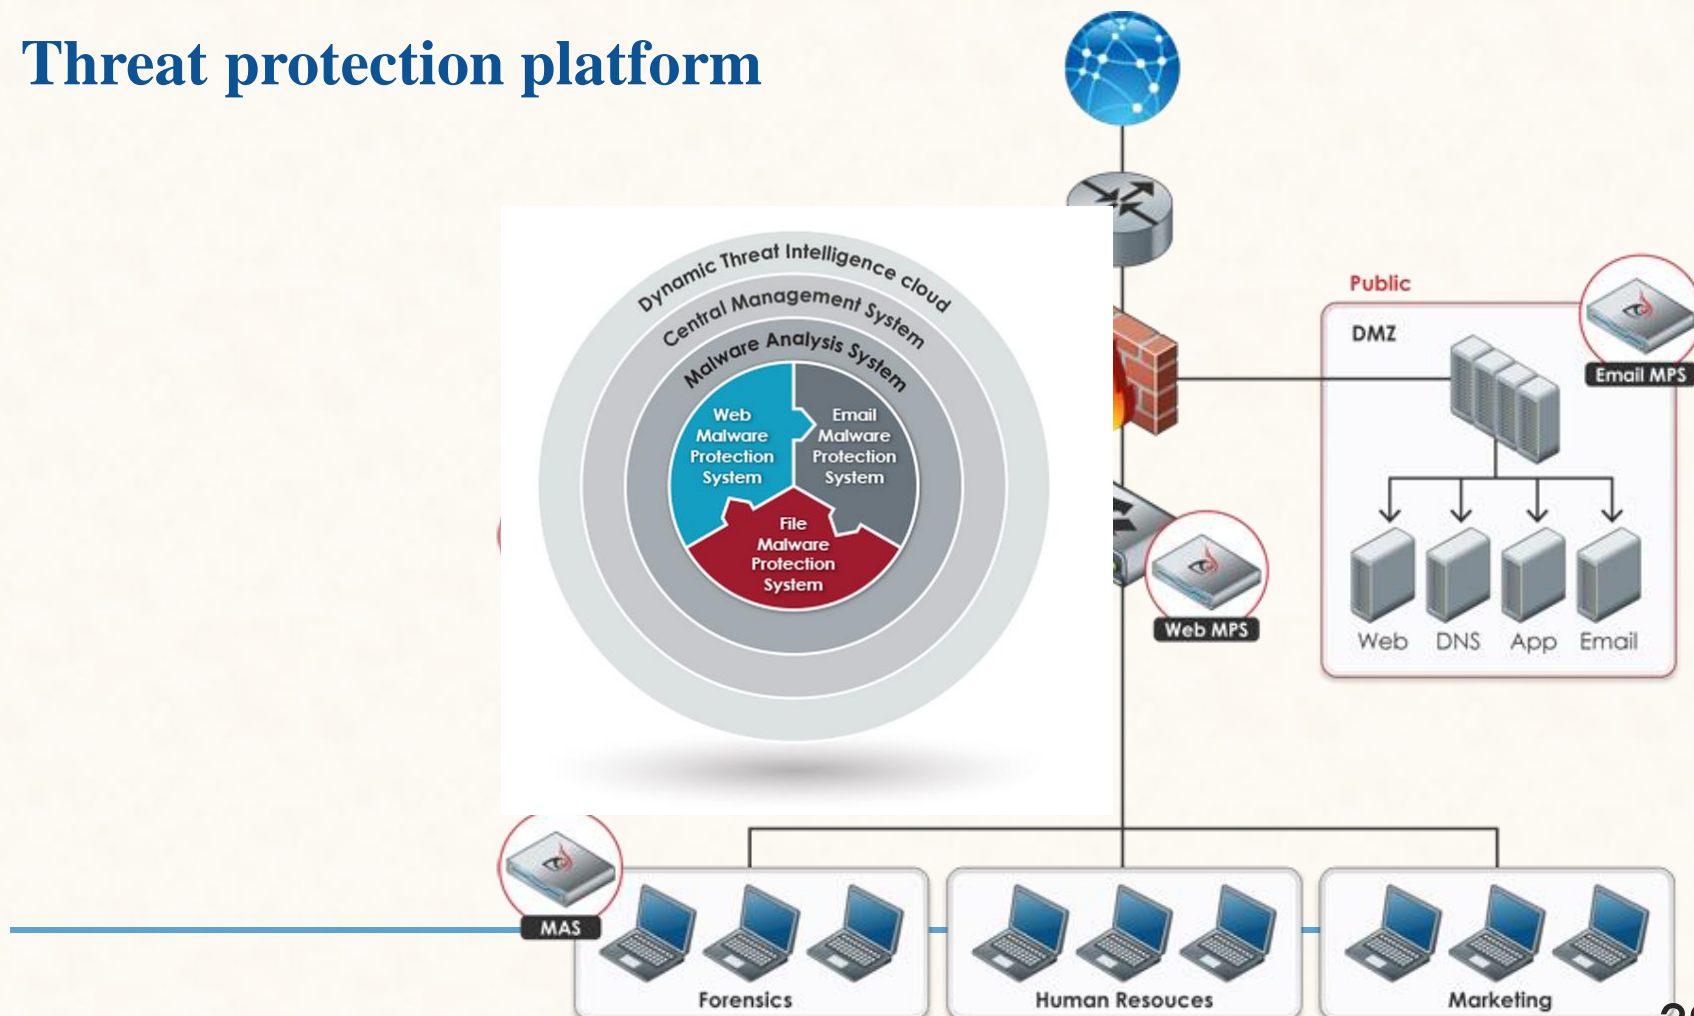 Threat protection platform
Dynamic Threat Intelligence cloud
Central Management System
Malware Analysis System
Web
Malware
Protection
System
Email
Malware
Protection
System
File
Malware
Protection
System
Public
DMZ
Email MPS
Web MPS
Web DNS App Email
MAS
Forensics
Human Resouces
Marketing